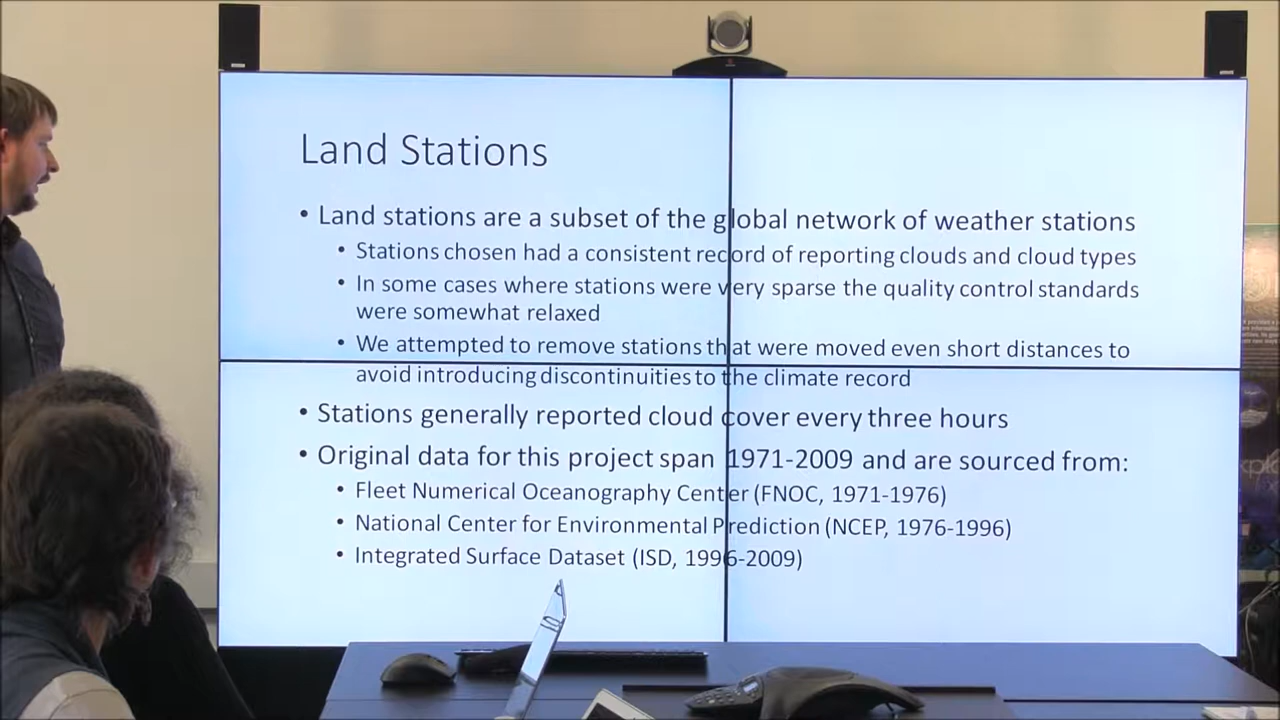 Land Stations
• Land stations are a subset of the global network of weather stations
• Stations chosen had a consistent record of reporting clouds and cloud types
• In some cases where stations were very sparse the quality control standards
were somewhat relaxed
• We attempted to remove stations that were moved even short distances to
avoid introducing discontinuities to the climate record
• Stations generally reported cloud cover every three hours
• Original data for this project span 1971-2009 and are sourced from:
• Fleet Numerical Oceanography Center (FNOC, 1971-1976)
• National Center for Environmental Prediction (NCEP, 1976-1996)
• Integrated Surface Dataset (ISD, 1996-2009)